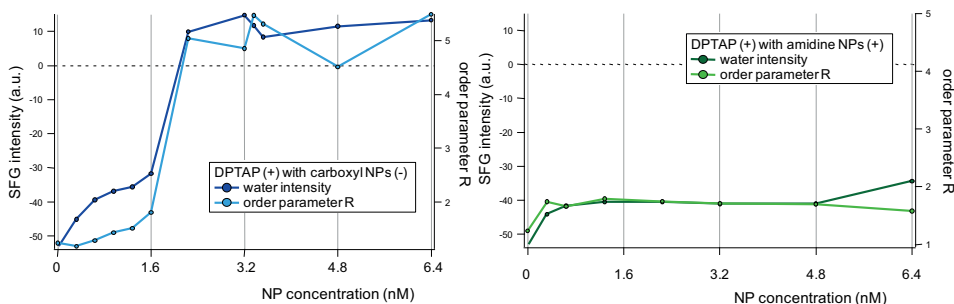 10
0
-10
-20
-30
-40
-50
SFG intensity (a.u.)
5
4
3
2
order parameter R
DPTAP (+) with carboxyl NPs (-)
water intensity
order parameter R
0
1.6
3.2
4.8
6.4
NP concentration (nM)
10
0
-10
-20
-30
-40
-50
SFG intensity (a.u.)
5
4
3
2
1
order parameter R
DPTAP (+) with amidine NPs (+)
water intensity
order parameter R
0
1.6
3.2
4.8
6.4
NP concentration (nM)